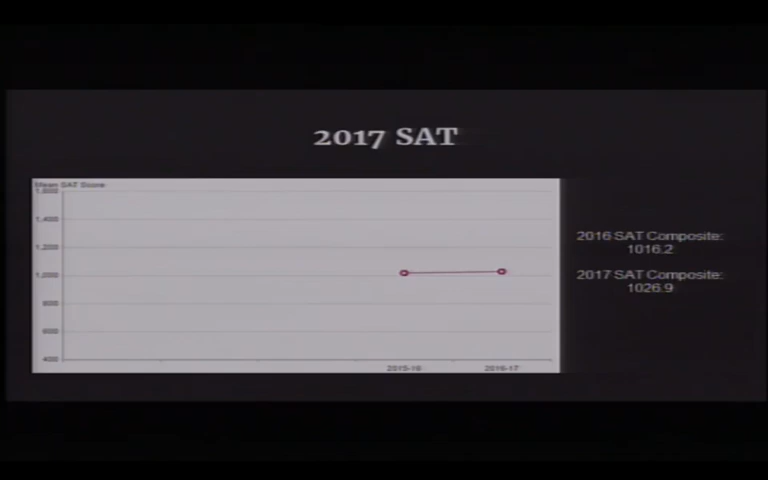 2017 SAT
Mean SAT Score
1,600
1,400
1,200
1,000
800
600
400
2015-16
2016-17
2016 SAT Composite:
1016.2
2017 SAT Composite:
1026.9